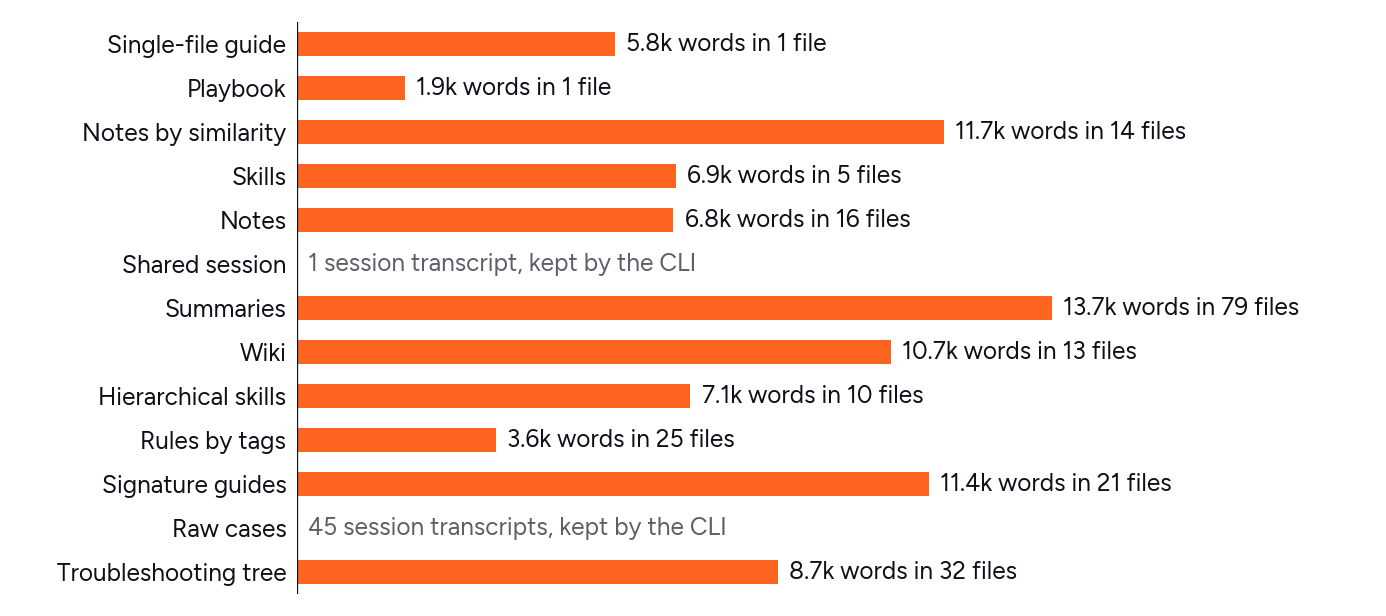 Single-file guide 5.8k words in 1 file
Playbook 1.9k words in 1 file
Notes by similarity 11.7k words in 14 files
Skills 6.9k words in 5 files
Notes 6.8k words in 16 files
Shared session 1 session transcript, kept by the CLI
Summaries 13.7k words in 79 files
Wiki 10.7k words in 13 files
Hierarchical skills 7.1k words in 10 files
Rules by tags 3.6k words in 25 files
Signature guides 11.4k words in 21 files
Raw cases 45 session transcripts, kept by the CLI
Troubleshooting tree 8.7k words in 32 files